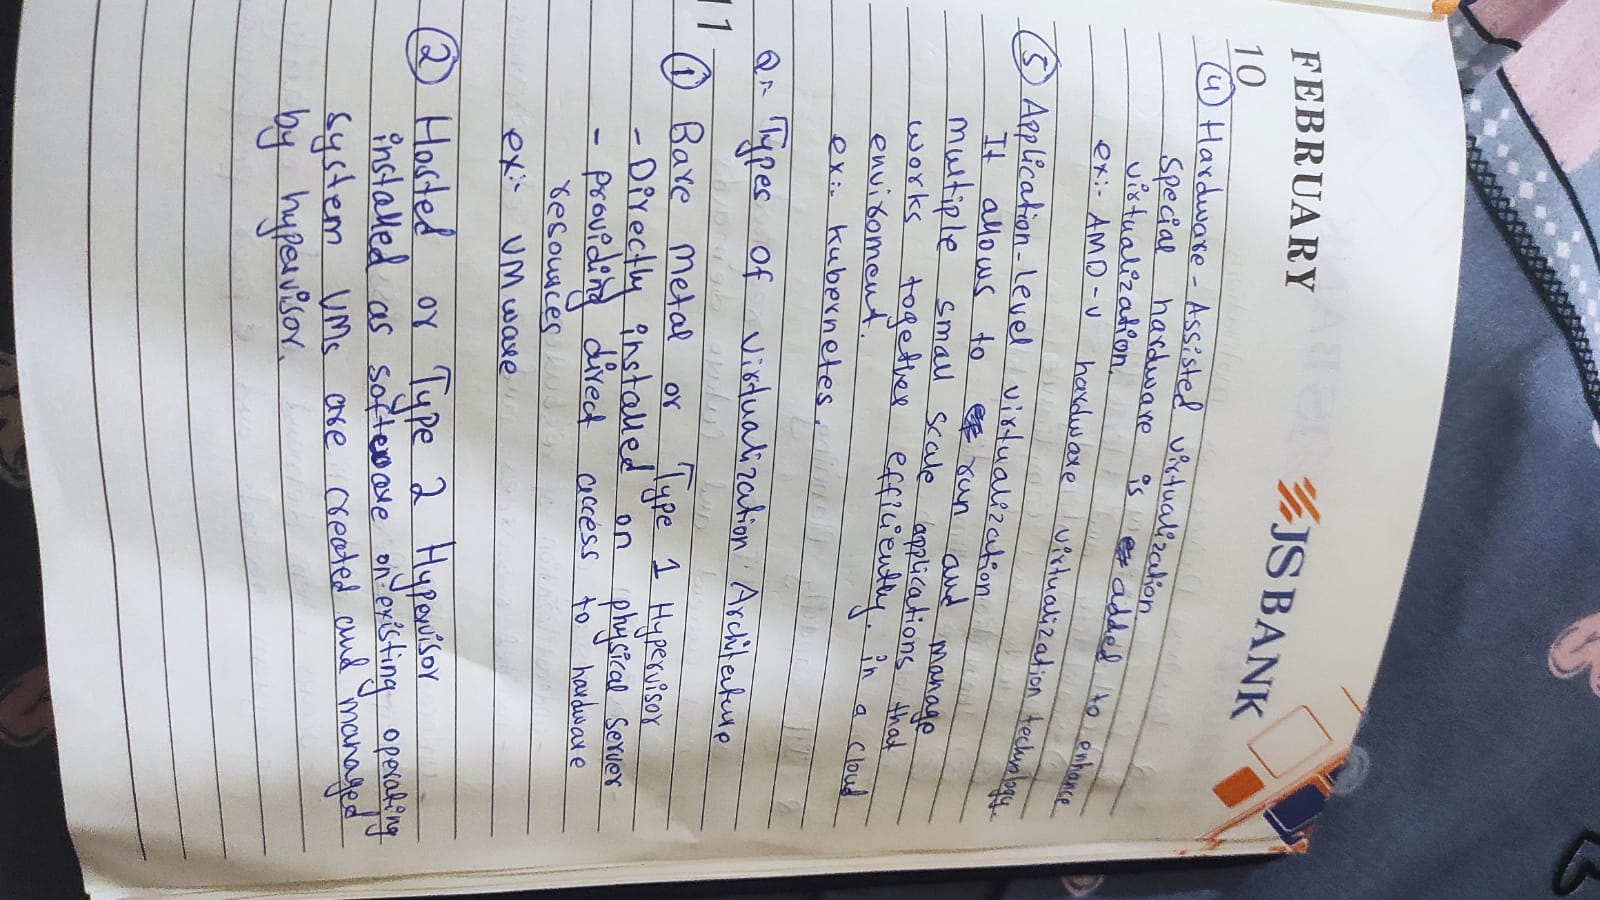 FEBRUARY
JS BANK
10
④ Hardware - Assisted virtualization
Special hardware is added to enhance
virtualization.
ex:- AMD-V hardware virtualization technology.
⑤ Application-Level virtualization
It allows to run and manage
multiple small scale applications that
works together efficiently. in a cloud
enviroment.
ex:- Kubernetes.
Q:- Types of virtualization Architecture
11
① Bare Metal or Type 1 Hypervisor
- Directly installed on physical server
- providing direct access to hardware
resources
ex:- VM ware
② Hosted or Type 2 Hypervisor
installed as software on existing operating
system VMs are created and managed
by hypervisor.